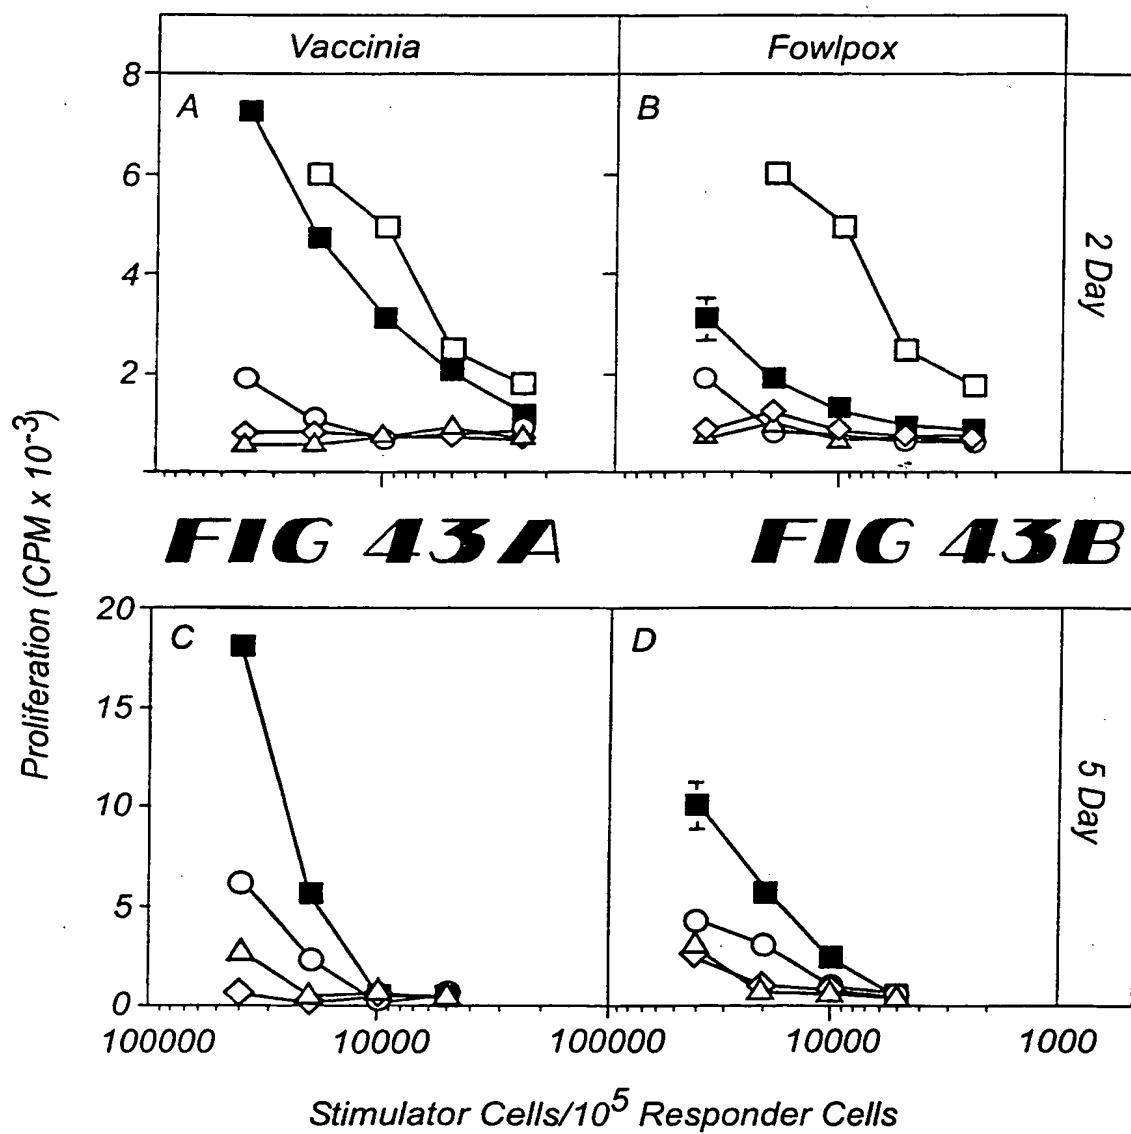 Vaccinia Fowlpox
8
A B
6
4
2
2 Day
Proliferation (CPM x 10⁻³)
FIG 43A FIG 43B
20
C D
15
10
5
0
5 Day
100000 10000 100000 10000 1000
Stimulator Cells/10⁵ Responder Cells